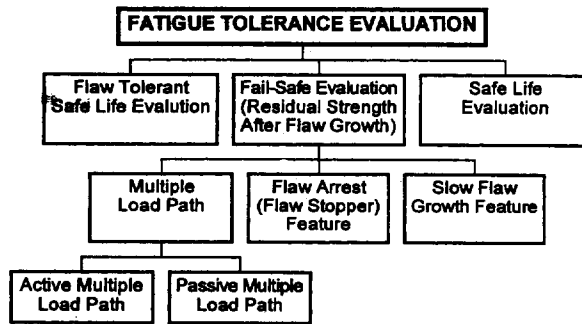 FATIGUE TOLERANCE EVALUATION
Flaw Tolerant
Safe Life Evalution
Fail-Safe Evaluation
(Residual Strength
After Flaw Growth)
Safe Life
Evaluation
Multiple
Load Path
Flaw Arrest
(Flaw Stopper)
Feature
Slow Flaw
Growth Feature
Active Multiple
Load Path
Passive Multiple
Load Path